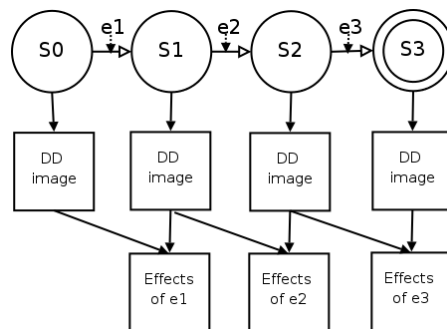 e1 e2 e3
S0 S1 S2 S3
DD image DD image DD image DD image
Effects of e1 Effects of e2 Effects of e3